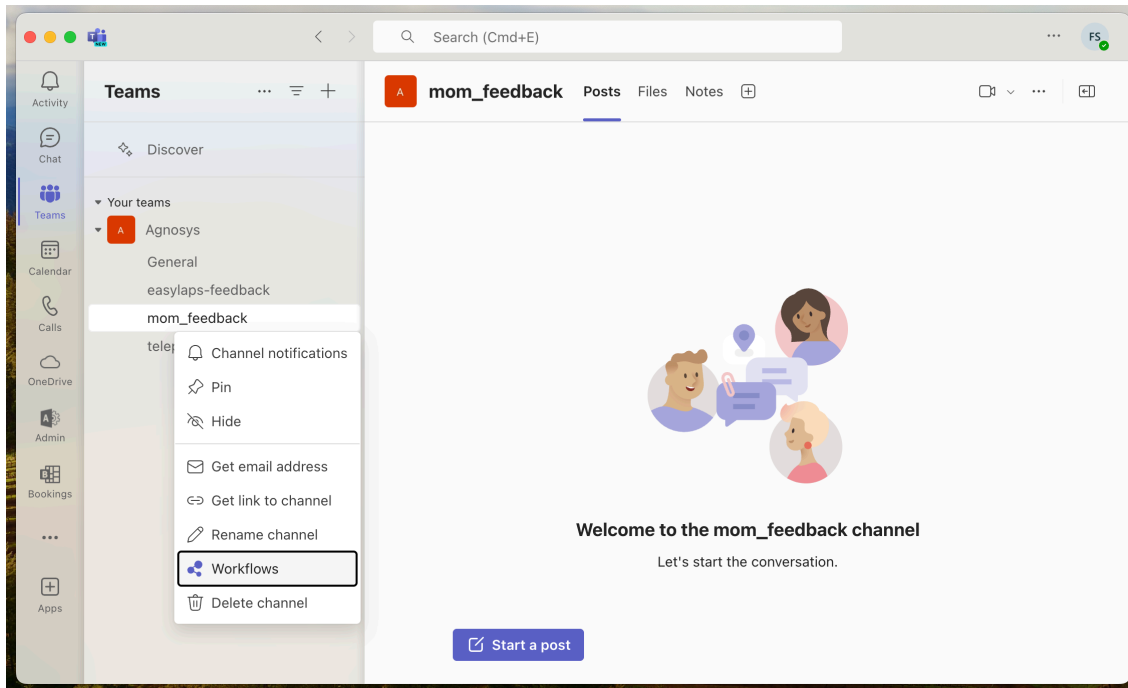 NEW
Search (Cmd+E)
FS
Activity
Chat
Teams
Calendar
Calls
OneDrive
A
Admin
B
Bookings
Apps
Teams
Discover
Your teams
A
Agnosys
General
easylaps-feedback
mom_feedback
Channel notifications
Pin
Hide
Get email address
Get link to channel
Rename channel
Workflows
Delete channel
A
mom_feedback
Posts
Files
Notes
Welcome to the mom_feedback channel
Let's start the conversation.
Start a post